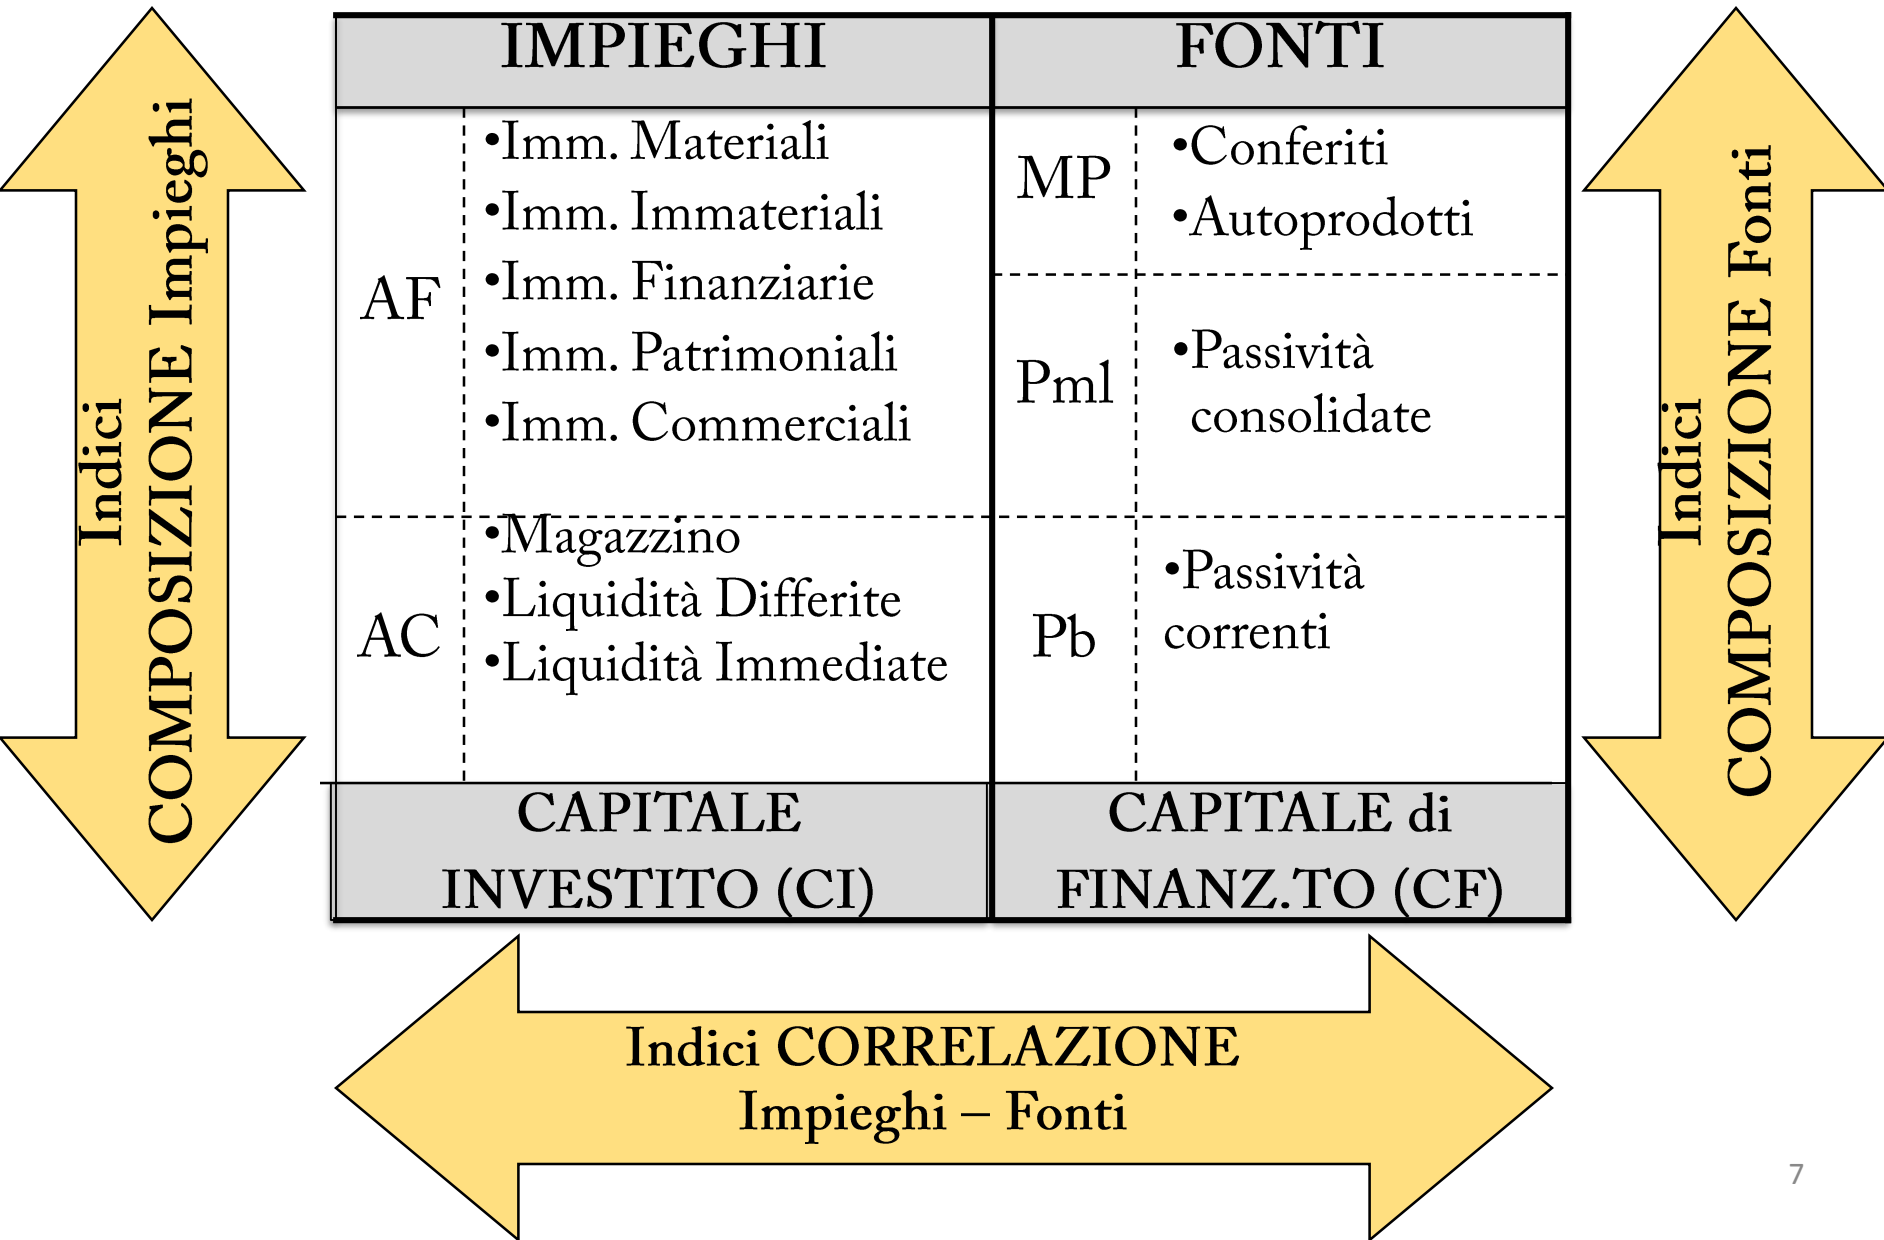 Indici
COMPOSIZIONE Impieghi
IMPIEGHI
AF
•Imm. Materiali
•Imm. Immateriali
•Imm. Finanziarie
•Imm. Patrimoniali
•Imm. Commerciali
AC
•Magazzino
•Liquidità Differite
•Liquidità Immediate
CAPITALE
INVESTITO (CI)
FONTI
MP
•Conferiti
•Autoprodotti
Pml
•Passività
consolidate
Pb
•Passività
correnti
CAPITALE di
FINANZ.TO (CF)
Indici
COMPOSIZIONE Fonti
Indici CORRELAZIONE
Impieghi – Fonti
7